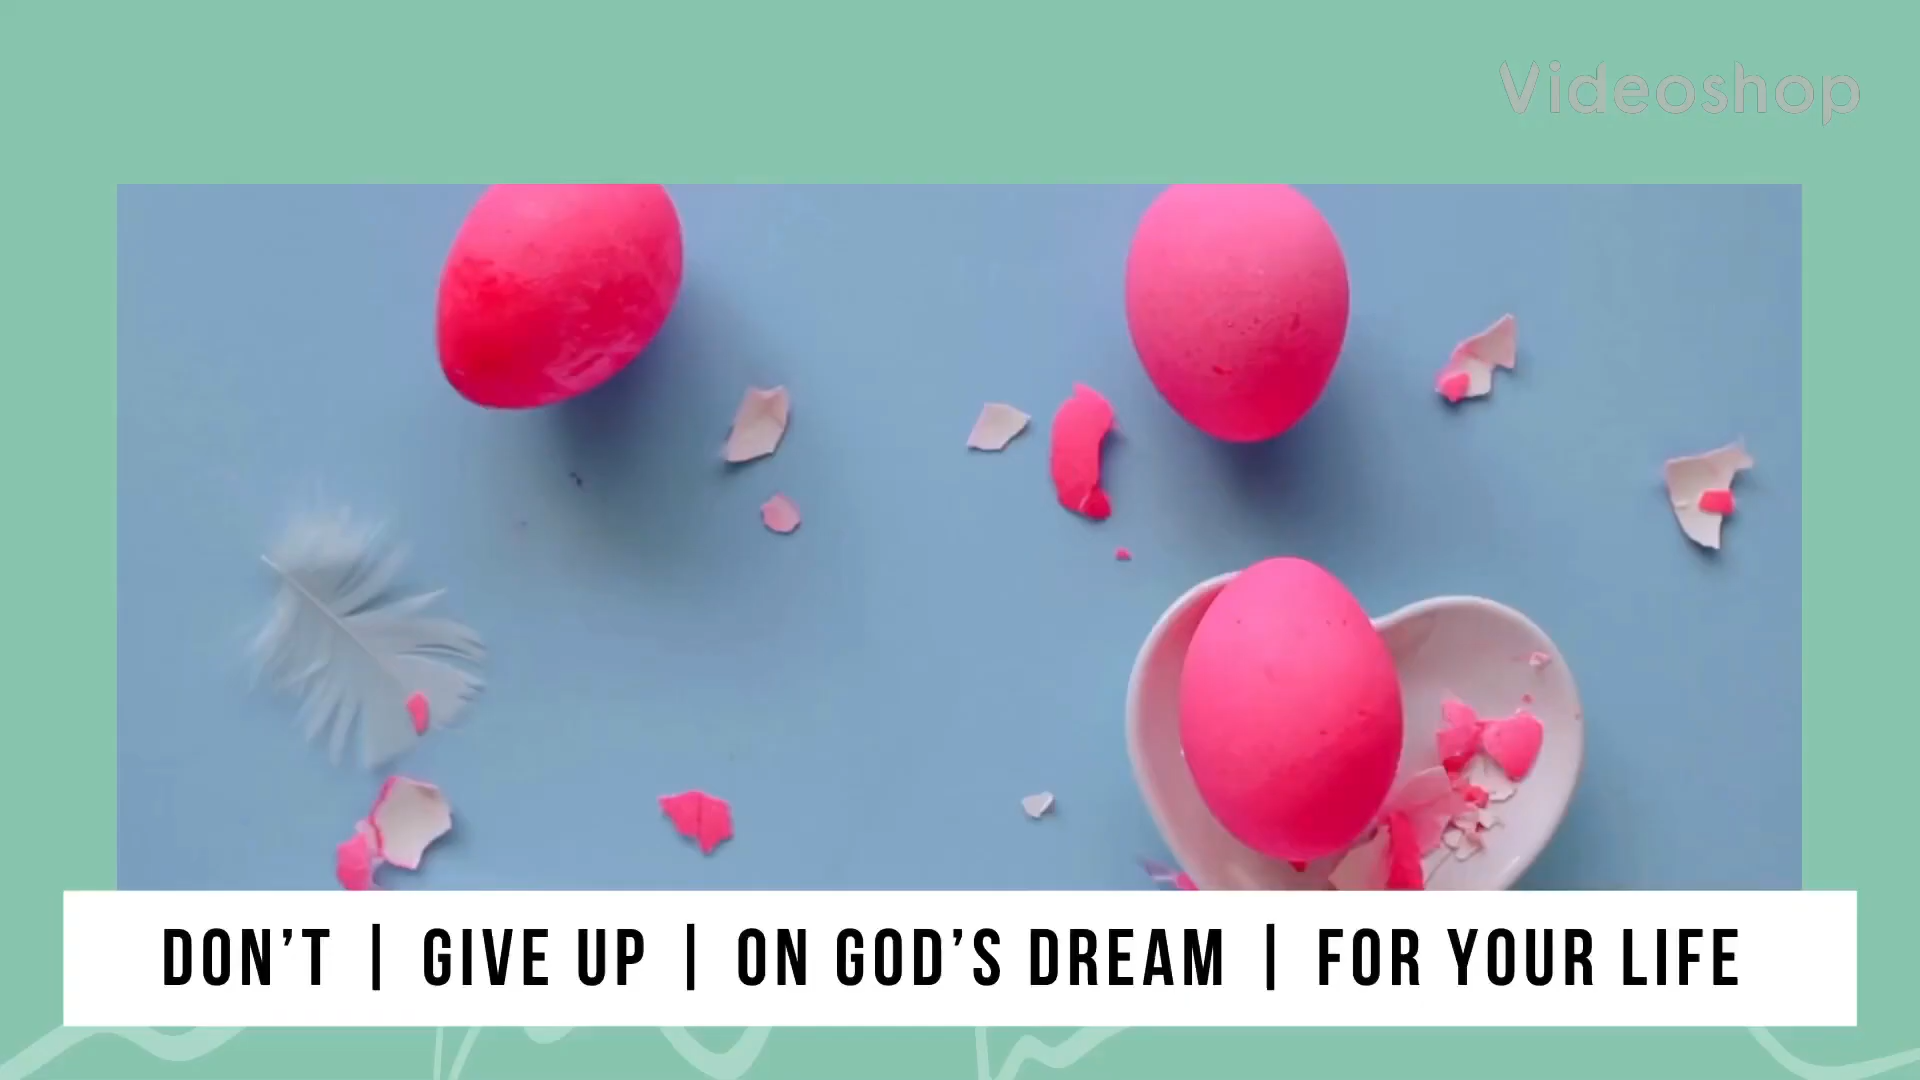 Videoshop
DON’T | GIVE UP | ON GOD’S DREAM | FOR YOUR LIFE